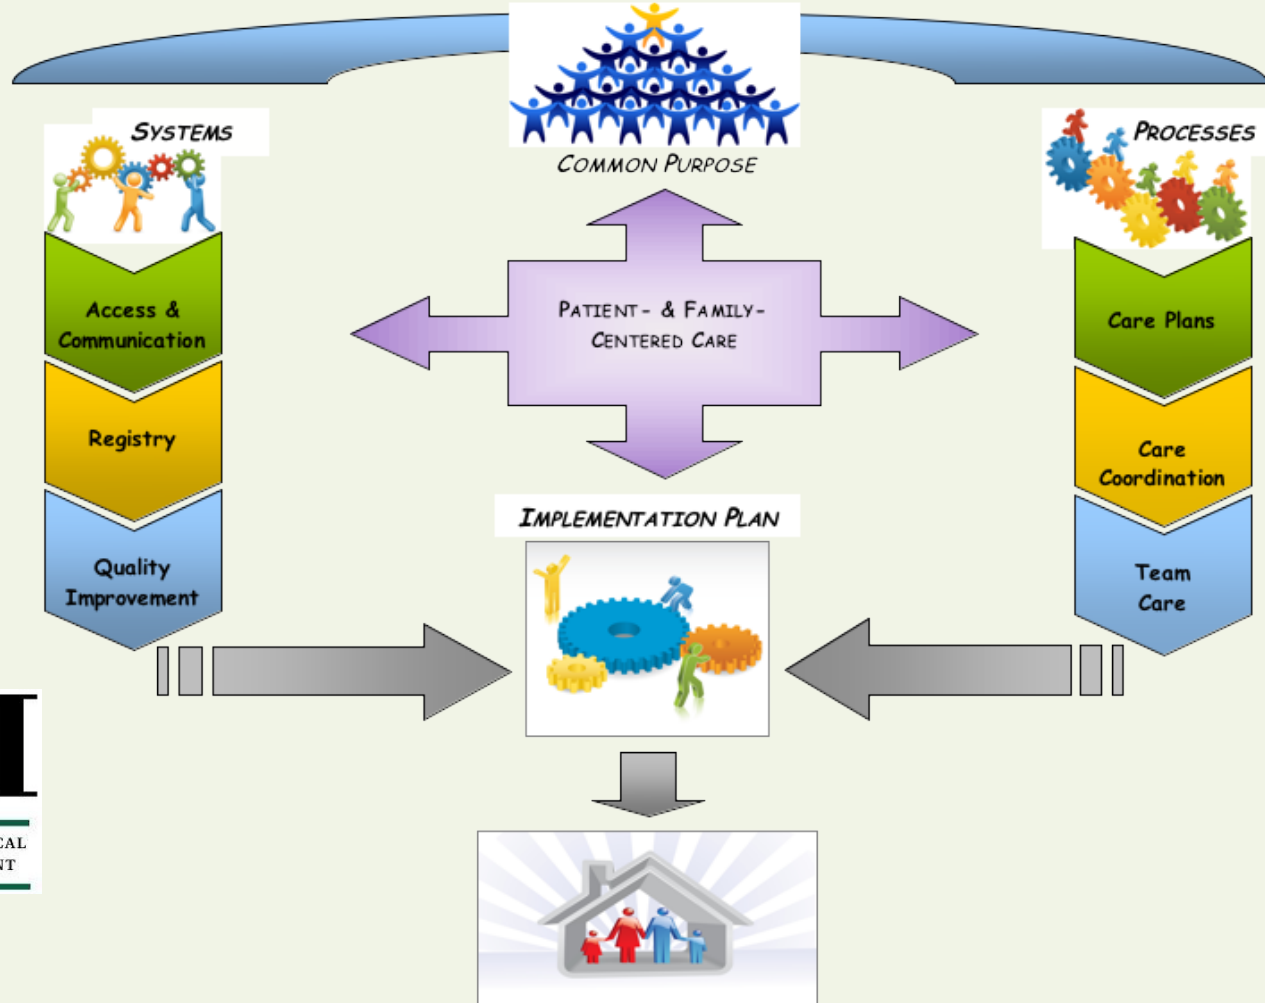 SYSTEMS
COMMON PURPOSE
PROCESSES
PATIENT- & FAMILY-
CENTERED CARE
Access &
Communication
Registry
Quality
Improvement
Care Plans
Care
Coordination
Team
Care
IMPLEMENTATION PLAN
CAL
NT